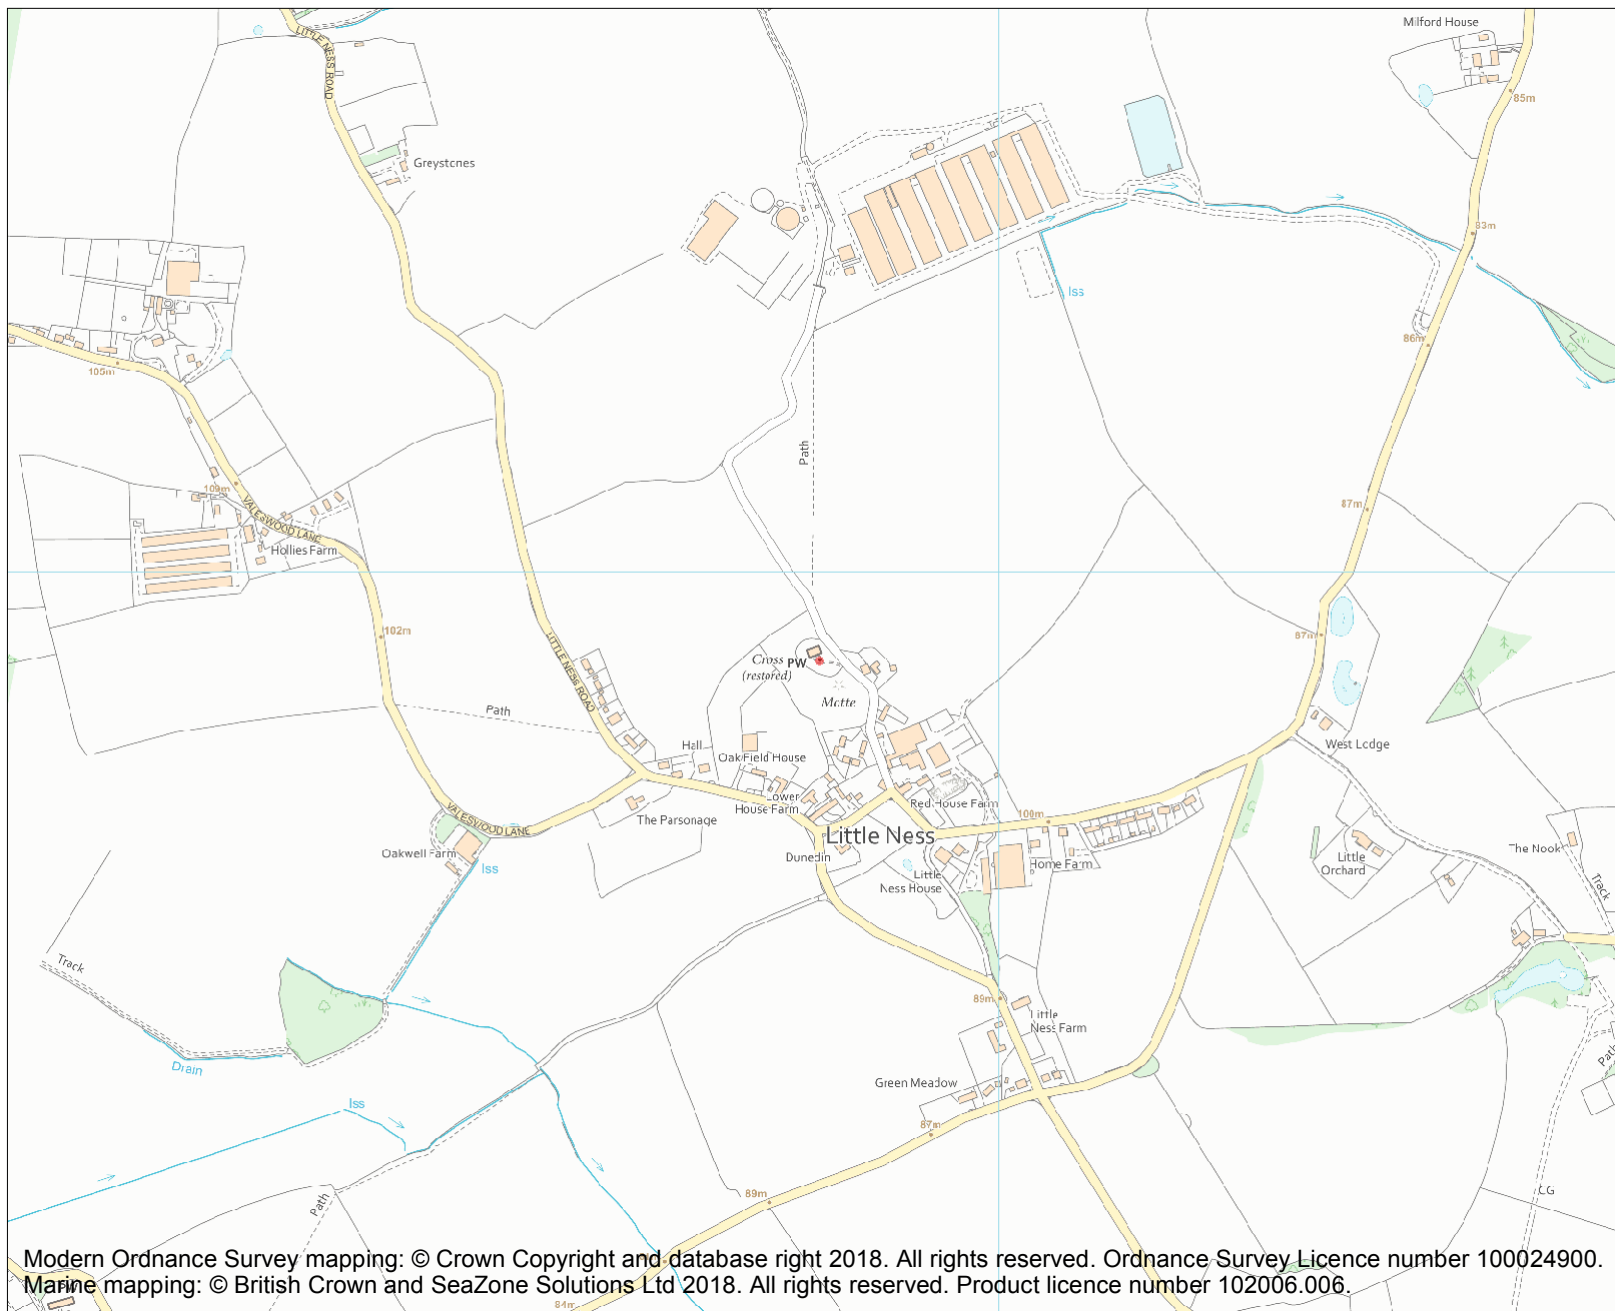 Milford House
LITTLE NESS ROAD
85m
Greystones
83m
Iss
86m
105m
Path
109m
VALESWOOD LANE
Hollies Farm
87m
102m
87m
LITTLE NESS ROAD
Cross
(restored)
PW
Motte
Path
Hall
Oak Field House
West Lodge
Lower
House Farm
Red House Farm
100m
The Parsonage
VALESWOOD LANE
Little Ness
Oakwell Farm
Iss
Dunedin
Home Farm
Little
Ness House
Little
Orchard
The Nook
Track
Track
89m
Little
Ness Farm
Drain
Green Meadow
Path
Iss
87m
89m
Path
CG
Modern Ordnance Survey mapping: © Crown Copyright and database right 2018. All rights reserved. Ordnance Survey Licence number 100024900.
Marine mapping: © British Crown and SeaZone Solutions Ltd 2018. All rights reserved. Product licence number 102006.006.
PW
84m